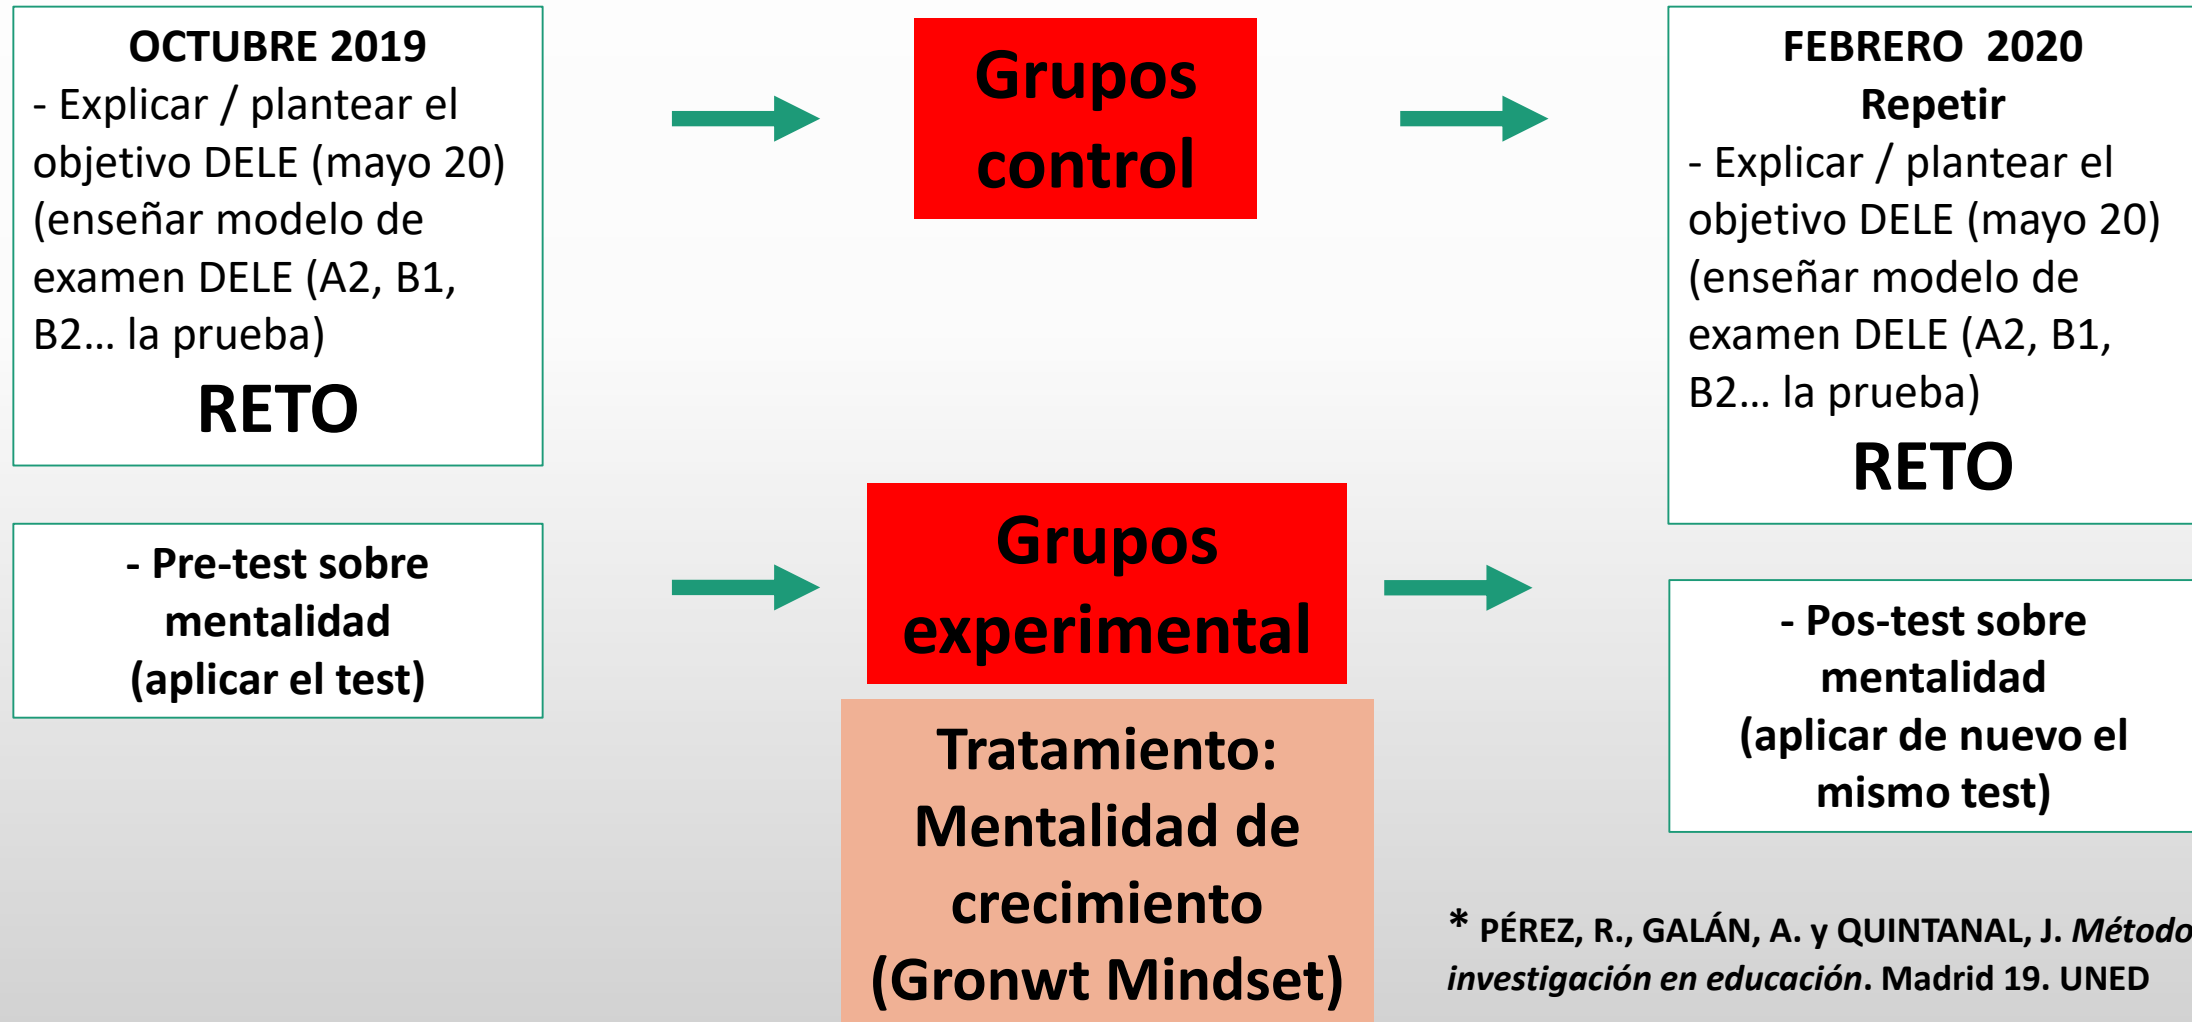 OCTUBRE 2019
- Explicar / plantear el
objetivo DELE (mayo 20)
(enseñar modelo de
examen DELE (A2, B1,
B2... la prueba)
RETO
- Pre-test sobre
mentalidad
(aplicar el test)
Grupos
control
Grupos
experimental
Tratamiento:
Mentalidad de
crecimiento
(Gronwt Mindset)
FEBRERO 2020
Repetir
- Explicar / plantear el
objetivo DELE (mayo 20)
(enseñar modelo de
examen DELE (A2, B1,
B2... la prueba)
RETO
- Pos-test sobre
mentalidad
(aplicar de nuevo el
mismo test)
* PÉREZ, R., GALÁN, A. y QUINTANAL, J. Método
investigación en educación. Madrid 19. UNED